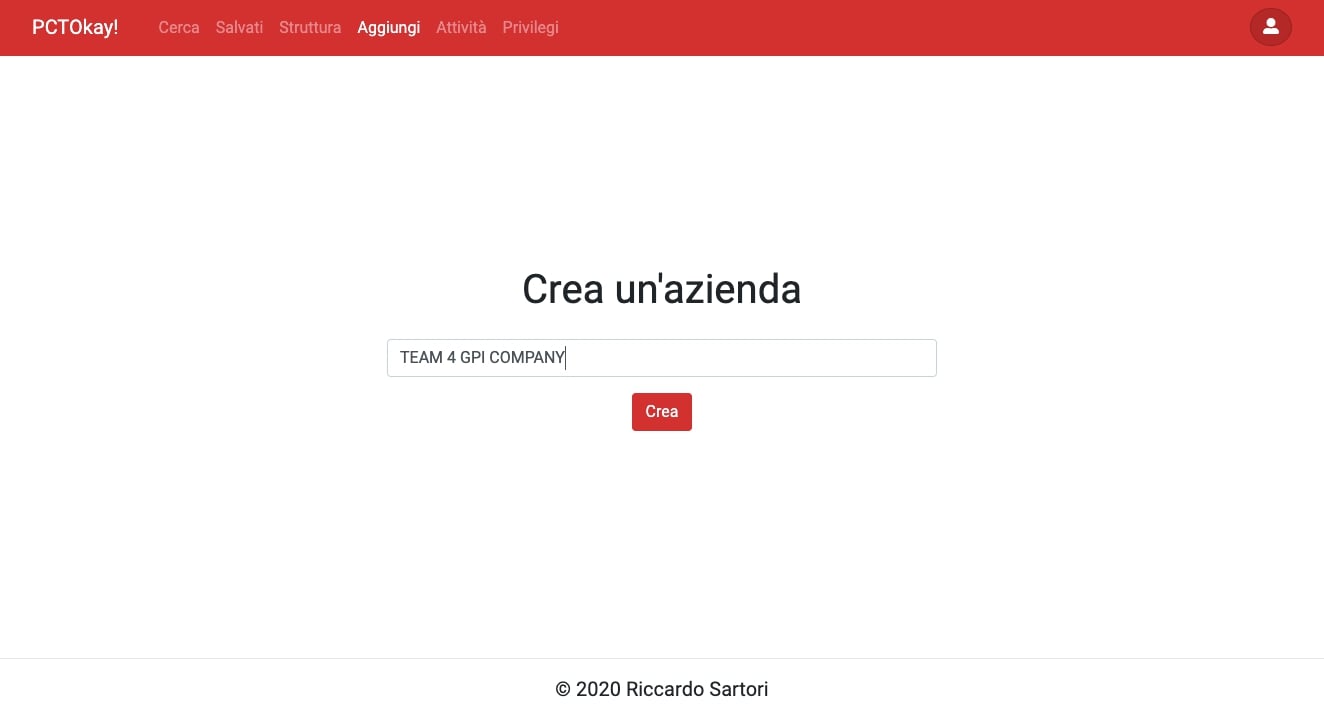 PCTOkay! Cerca Salvati Struttura Aggiungi Attività Privilegi
Crea un'azienda
TEAM 4 GPI COMPANY
Crea
© 2020 Riccardo Sartori